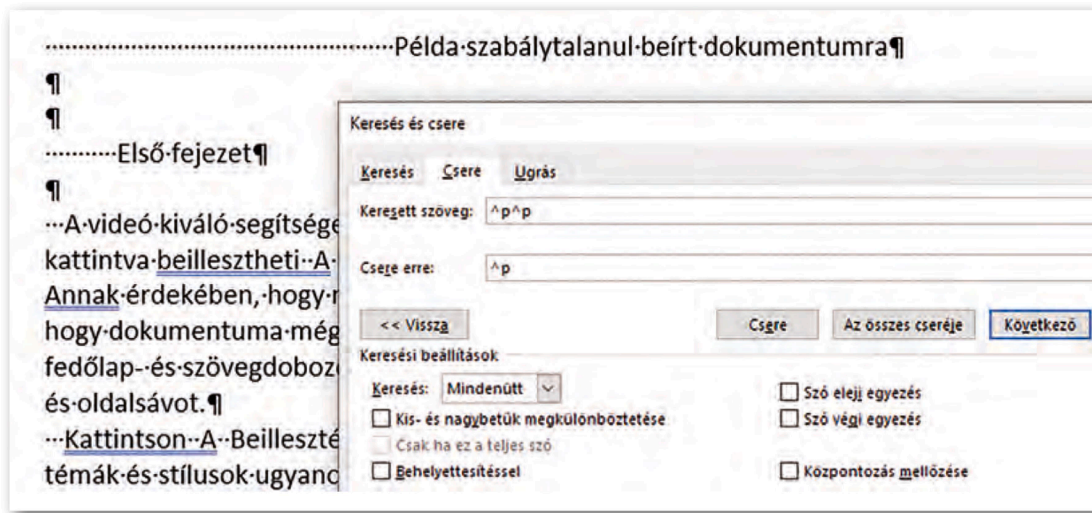 ·····················································Példa·szabálytalanul·beírt·dokumentumra¶
¶
¶
···········Első·fejezet¶
¶
···A·videó·kiváló·segítsége
kattintva·beillesztheti··A·
Annak·érdekében,·hogy·
hogy·dokumentuma·még
fedőlap-·és·szövegdoboz
és·oldalsávot.¶
···Kattintson··A··Beilleszté
témák·és·stílusok·ugyan
Keresés és csere
Keresés Csere Ugrás
Keresett szöveg: ^p^p
Csere erre: ^p
<< Vissza Csere Az összes cseréje Következő
Keresési beállítások
Keresés: Mindenütt
Szó eleji egyezés
Kis- és nagybetűk megkülönböztetése
Szó végi egyezés
Csak ha ez a teljes szó
Behelyettesítéssel
Központozás mellőzése